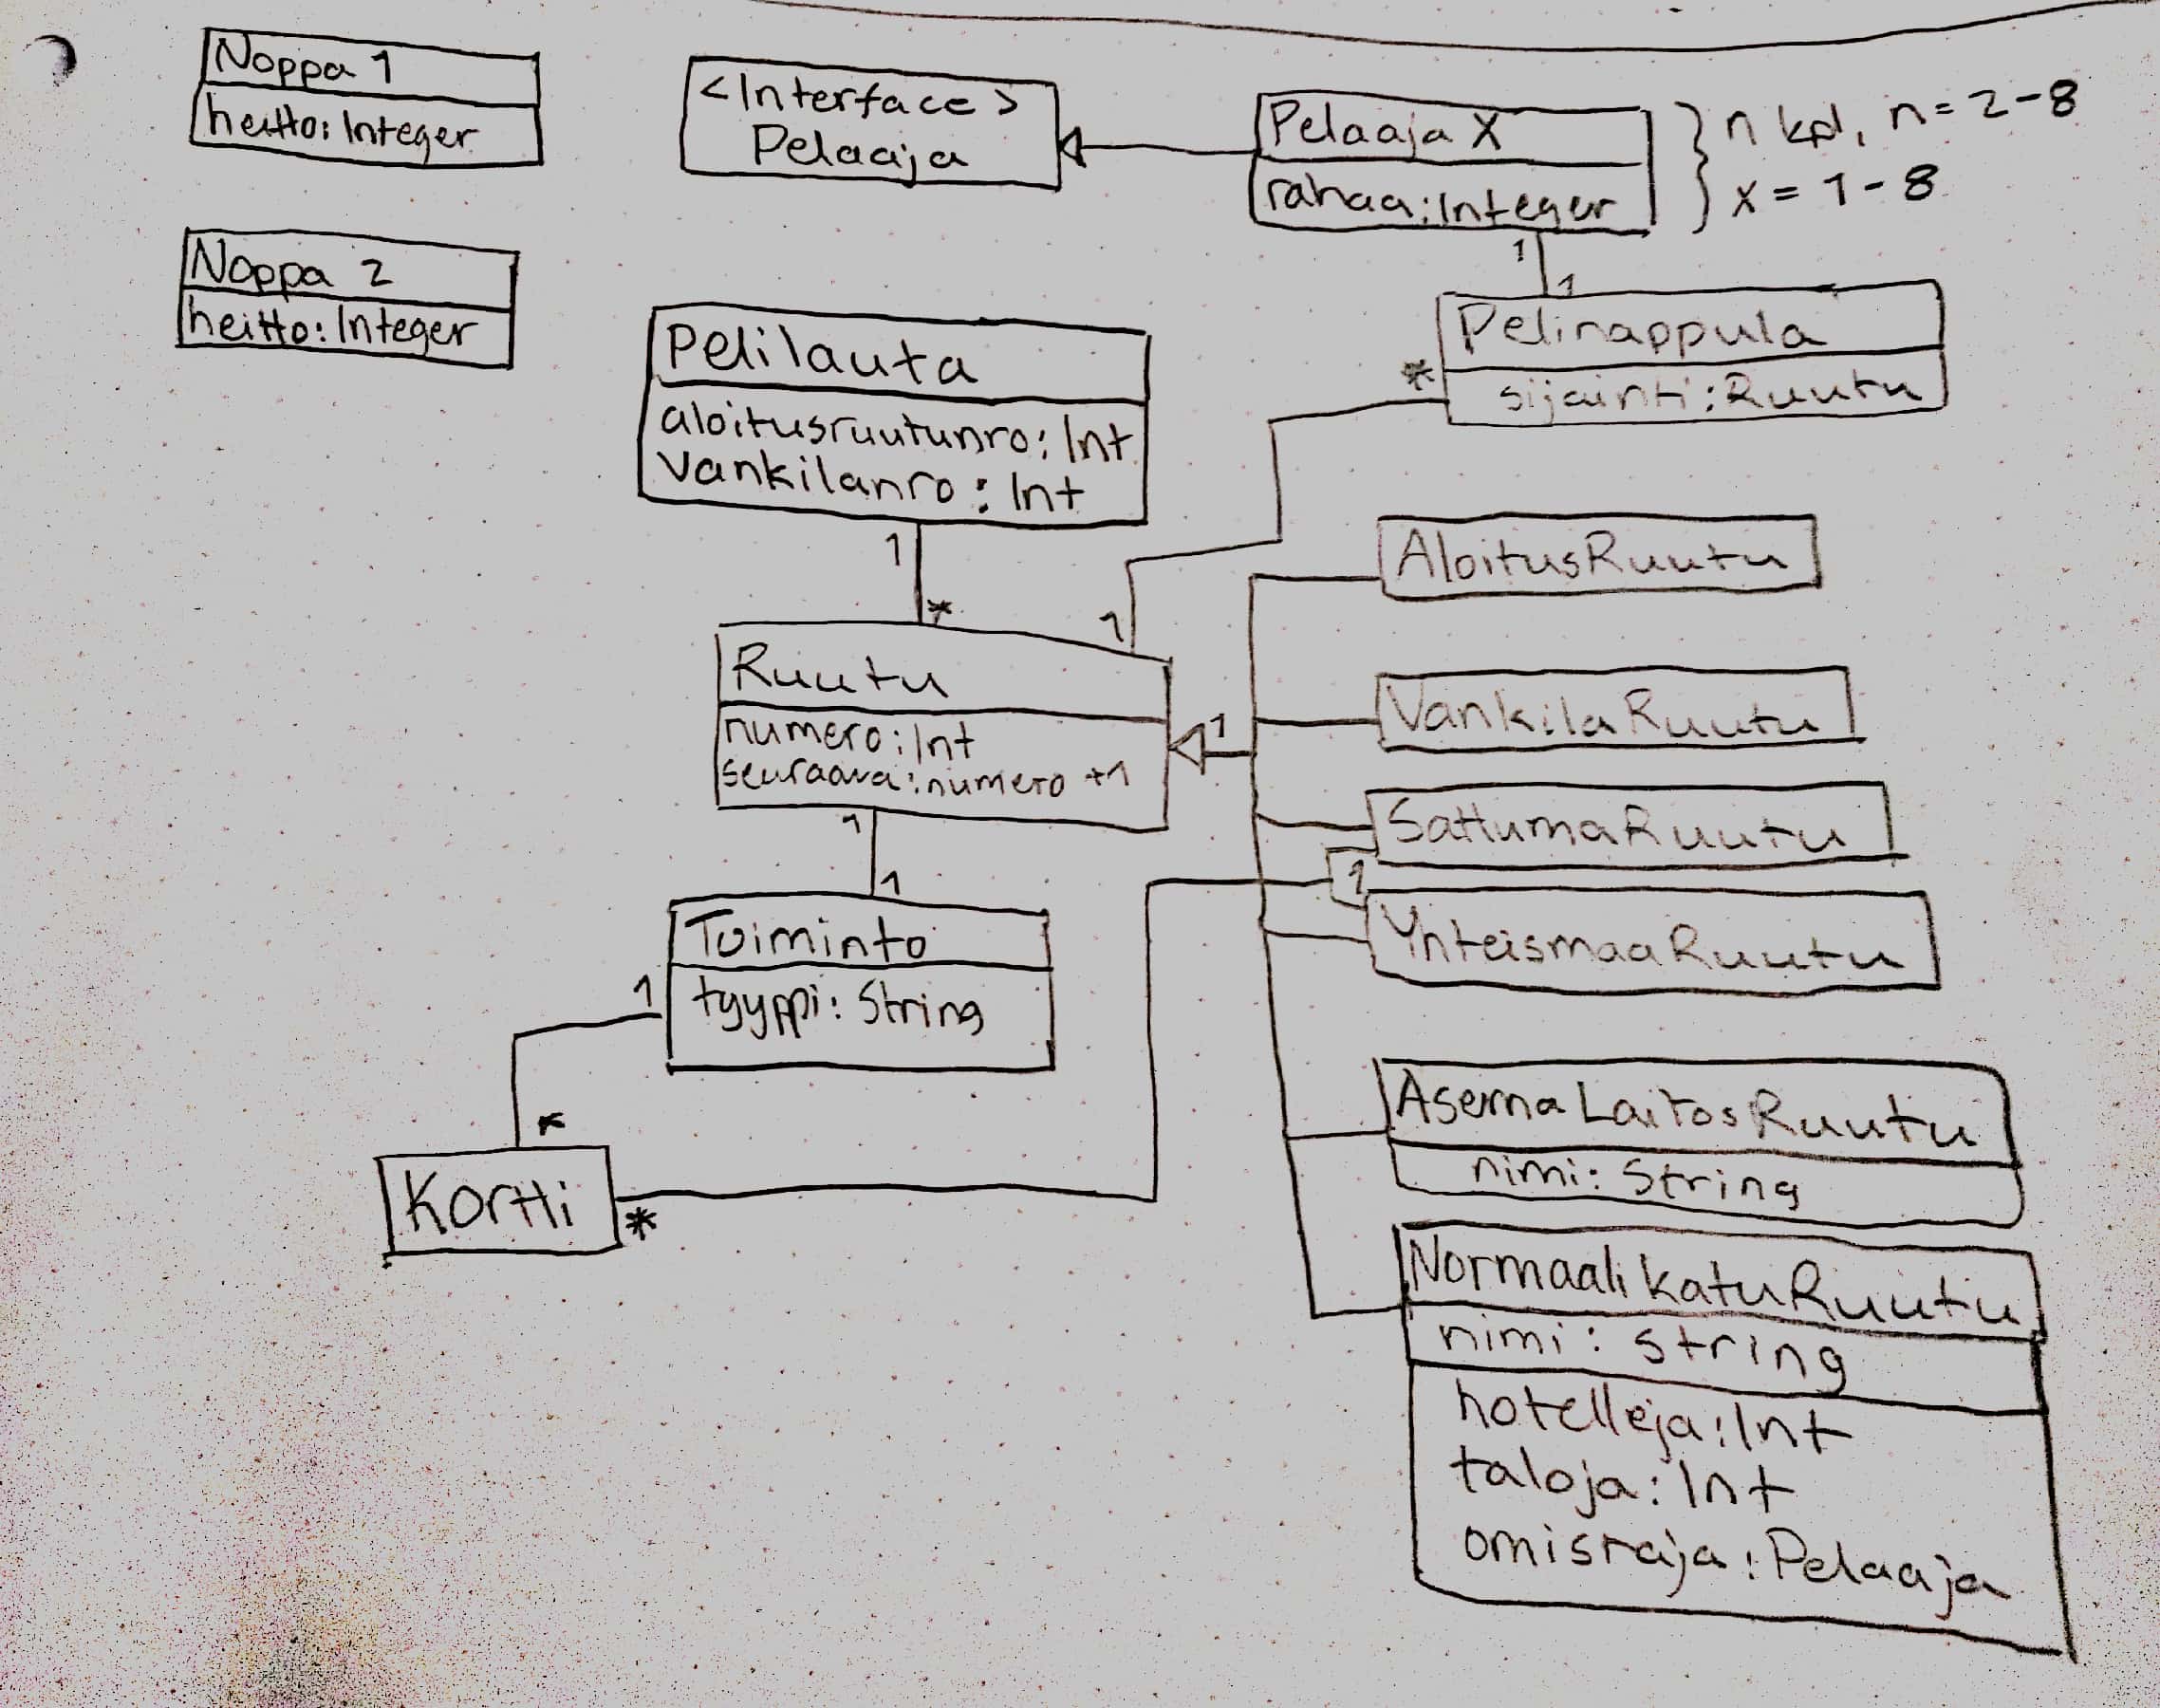 Noppa 1
heitto: Integer
Noppa 2
heitto: Integer
<Interface>
Pelaaja
Pelaaja X
rahaa: Integer
} n kpl, n = 2-8
} x = 1-8
1
1
Pelinappula
sijainti: Ruutu
*
Pelilauta
aloitusruutunro: Int
Vankilanro: Int
1
*
1
Ruutu
numero: Int
seuraava: numero +1
1
1
1
Toiminto
tyyppi: String
1
*
Kortti
*
AloitusRuutu
VankilaRuutu
SattumaRuutu
1
YhteismaaRuutu
AsemaLaitosRuutu
nimi: String
NormaalikatuRuutu
nimi: String
hotelleja: Int
taloja: Int
omistaja: Pelaaja